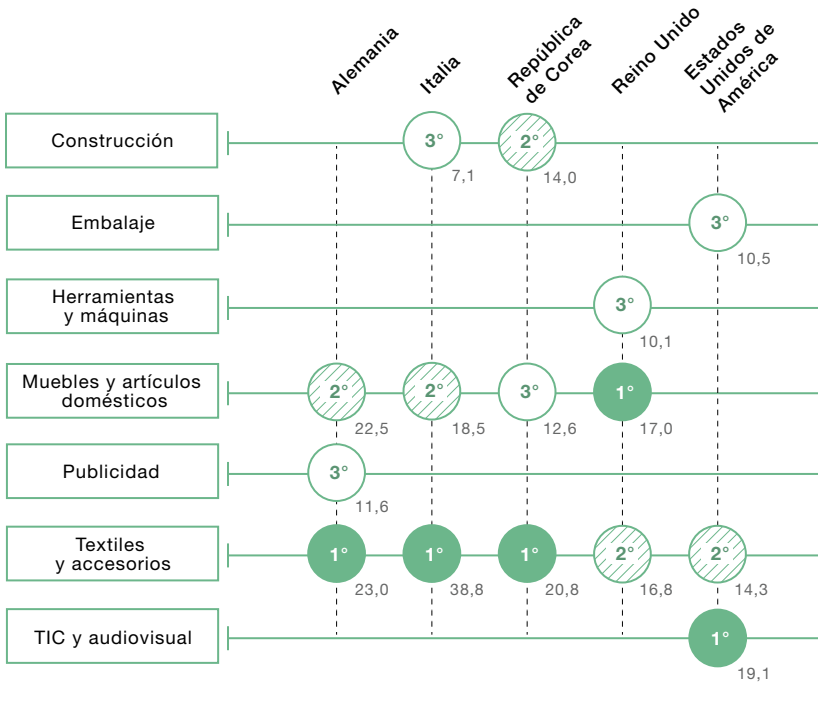 Alemania
Italia
República
de Corea
Reino Unido
Estados
Unidos de
América
Construcción
3°
2°
7,1
14,0
Embalaje
3°
10,5
Herramientas
y máquinas
3°
10,1
Muebles y artículos
domésticos
2°
2°
3°
1°
22,5
18,5
12,6
17,0
Publicidad
3°
11,6
Textiles
y accesorios
1°
1°
1°
2°
2°
23,0
38,8
20,8
16,8
14,3
TIC y audiovisual
1°
19,1